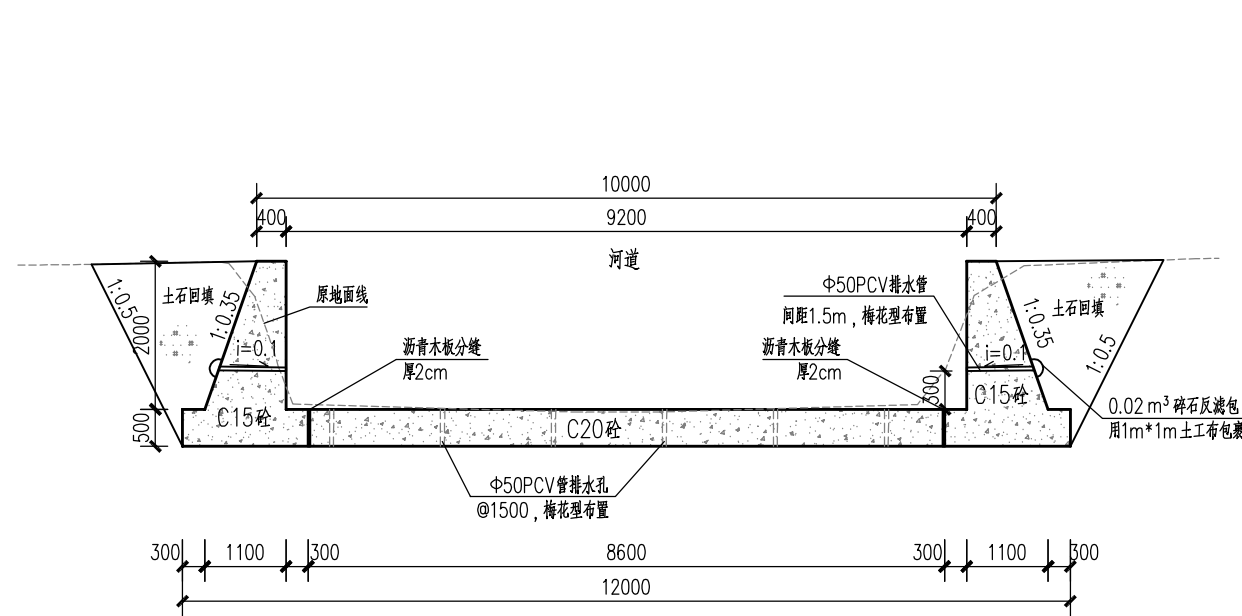 10000
400
9200
400
河道
1:0.5
土石回填
1:0.35
2000
原地面线
i=0.1
沥青木板分缝
厚2cm
Φ50PCV排水管
间距1.5m，梅花型布置
沥青木板分缝
厚2cm
i=0.1
300
1:0.35
土石回填
1:0.5
500
C15砼
C20砼
C15砼
0.02 m³ 碎石反滤包
用1m*1m土工布包裹
Φ50PCV管排水孔
@1500，梅花型布置
300
1100
300
8600
300
1100
300
12000